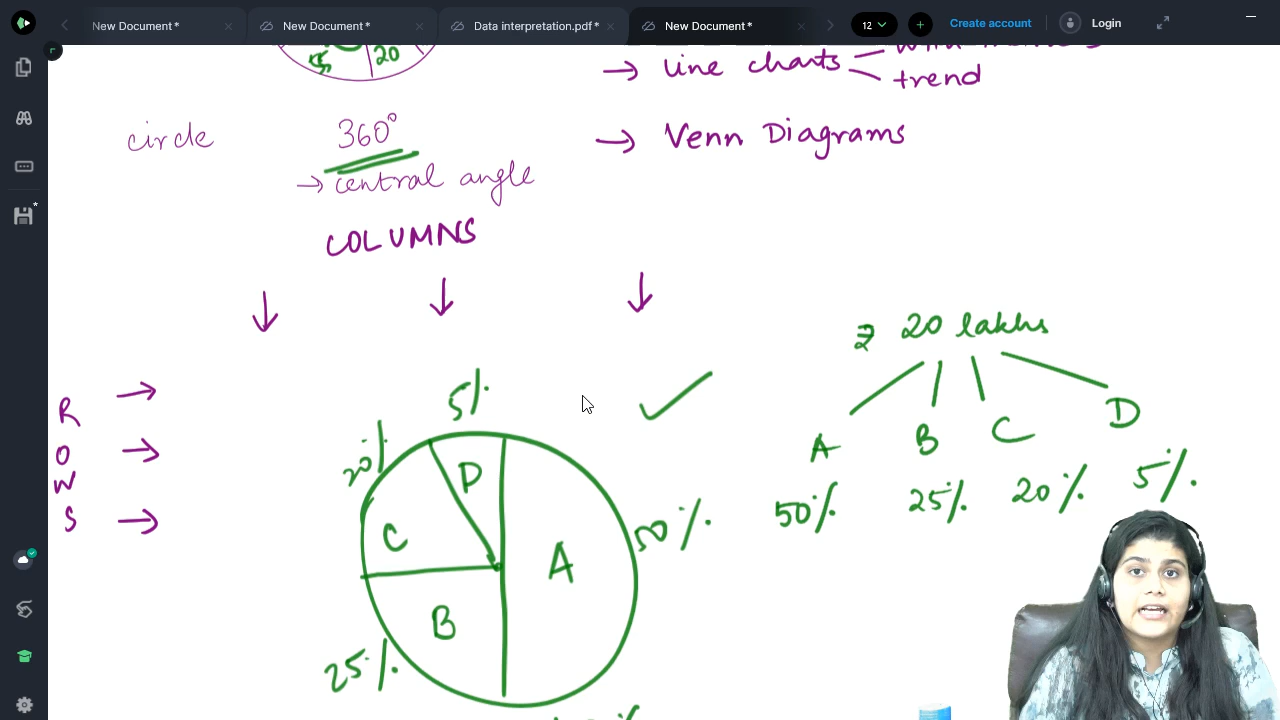 New Document *
New Document *
Data interpretation.pdf *
New Document *
12
Create account
Login
20
→ line charts
trend
circle
360°
→ Venn Diagrams
→ central angle
COLUMNS
₹ 20 lakhs
A B C D
50% 25% 20% 5%
R
O
W
S
5%
20%
D
C
A
50%
B
25%